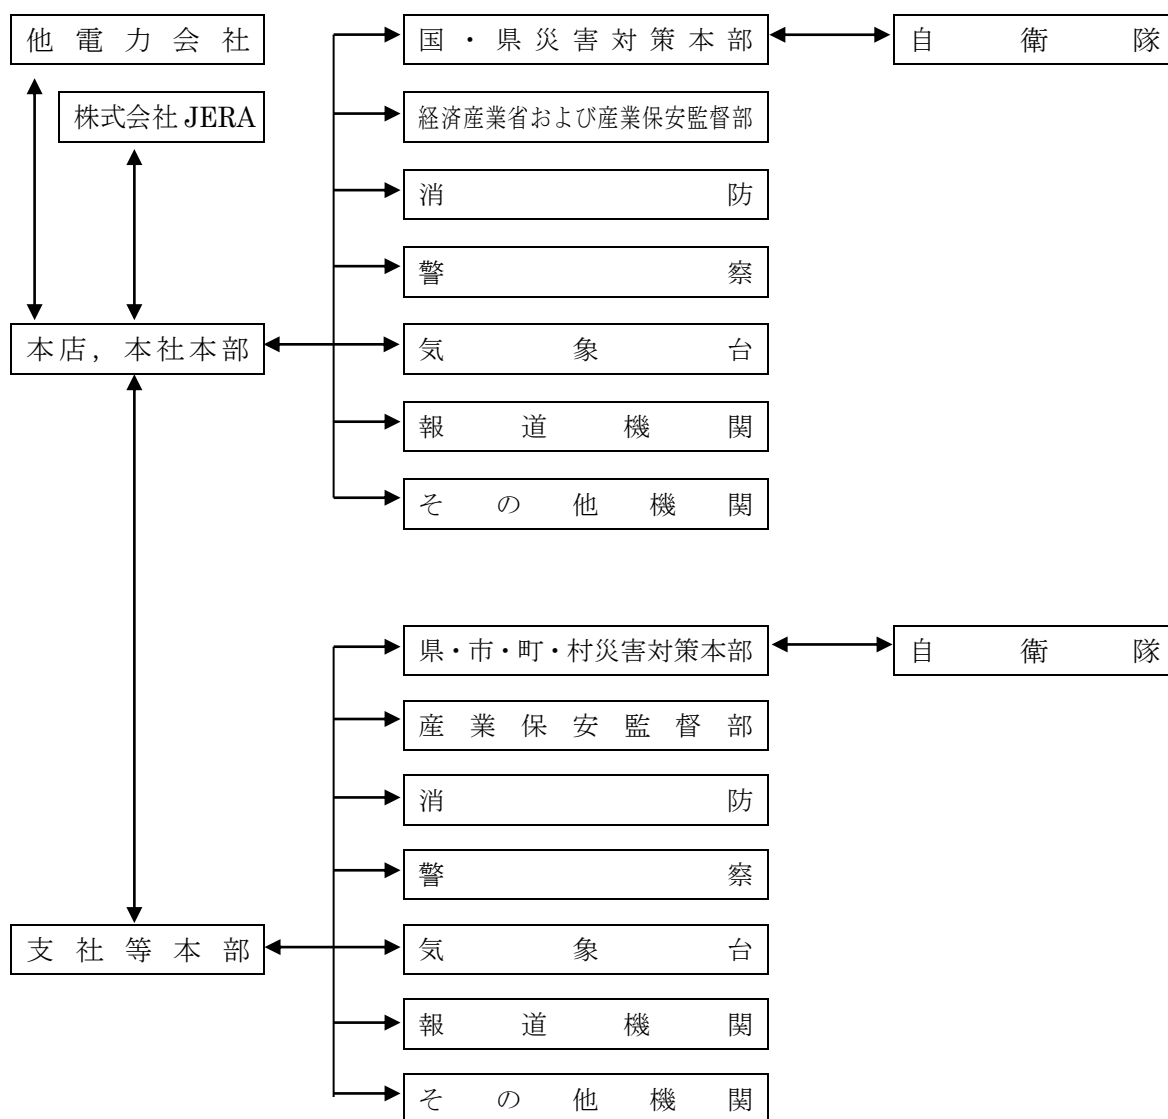 他電力会社
国・県災害対策本部
自衛隊
株式会社 JERA
経済産業省および産業保安監督部
消防
警察
本店，本社本部
気象台
報道機関
その他機関
県・市・町・村災害対策本部
自衛隊
産業保安監督部
消防
警察
支社等本部
気象台
報道機関
その他機関